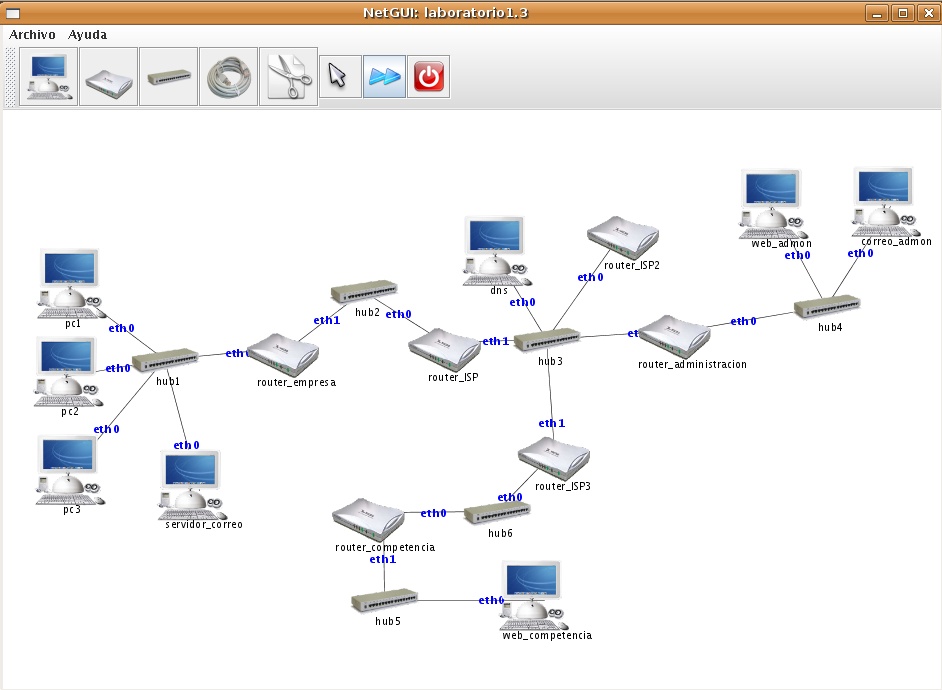 NetGUI: laboratorio1.3
Archivo Ayuda
web_admon
correo_admon
eth0
eth0
router_ISP2
eth0
dns
eth0
pc1
eth0
hub2
eth1
eth0
eth0
hub4
eth1
hub3
router_administracion
router_ISP
router_empresa
hub1
eth0
pc2
eth0
eth0
servidor_correo
pc3
eth1
router_ISP3
eth0
eth0
hub6
router_competencia
eth1
hub5
eth0
web_competencia